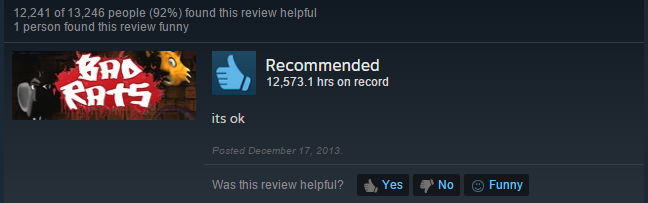 12,241 of 13,246 people (92%) found this review helpful
1 person found this review funny
BAD
RATS
Recommended
12,573.1 hrs on record
its ok
Posted December 17, 2013.
Was this review helpful? Yes No Funny